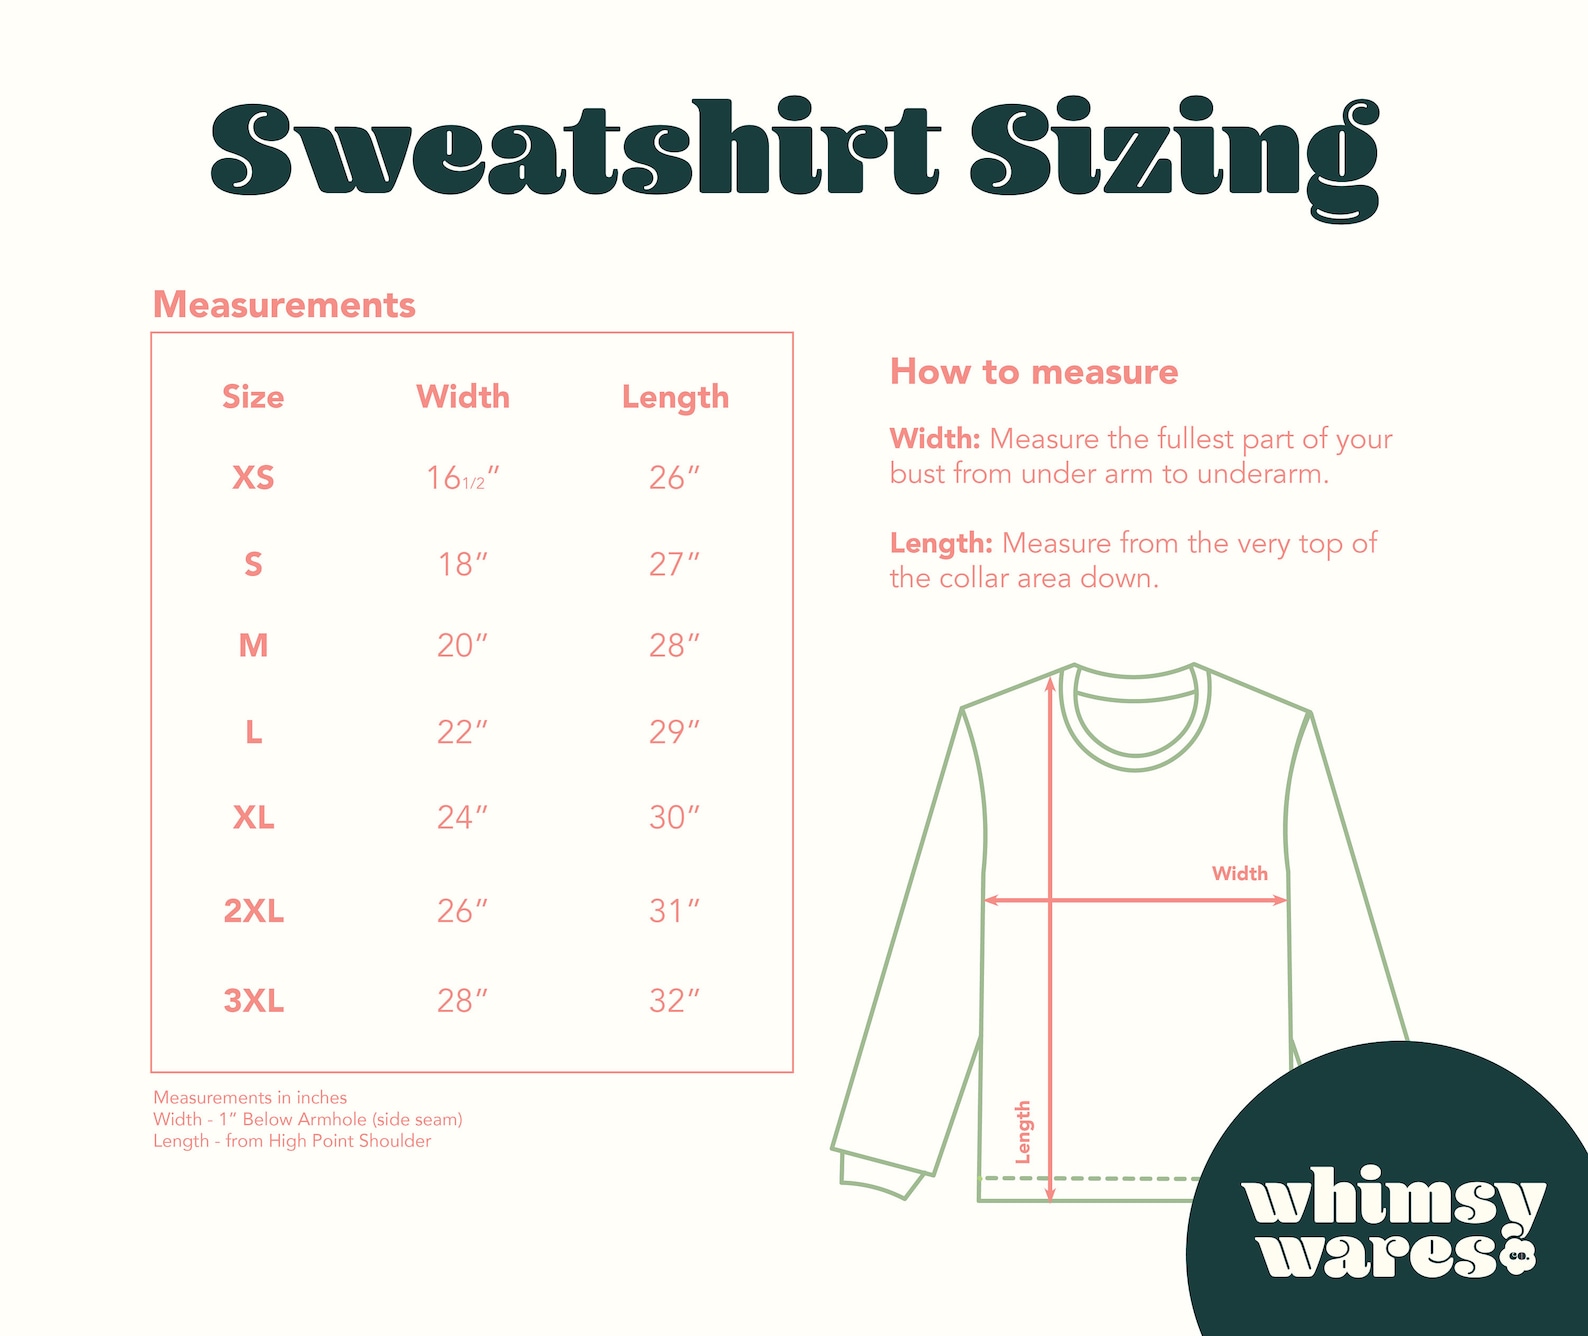 Sweatshirt Sizing
Measurements
Size Width Length
XS 16 1/2” 26”
S 18” 27”
M 20” 28”
L 22” 29”
XL 24” 30”
2XL 26” 31”
3XL 28” 32”
Measurements in inches
Width - 1” Below Armhole (side seam)
Length - from High Point Shoulder
How to measure
Width: Measure the fullest part of your
bust from under arm to underarm.
Length: Measure from the very top of
the collar area down.
Width
Length
whimsy
wares co.